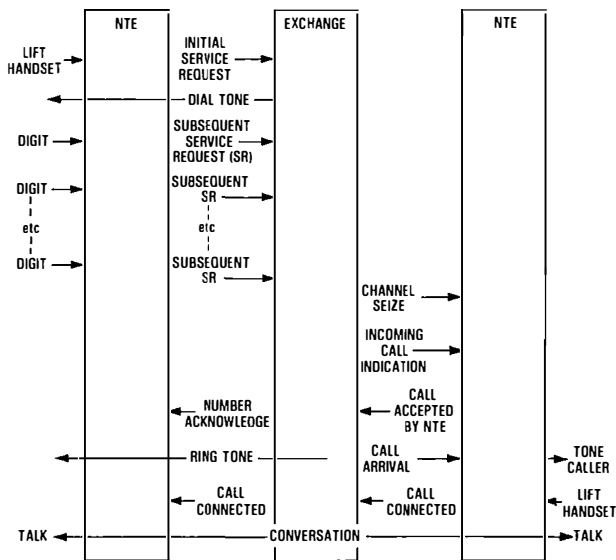 NTE EXCHANGE NTE
LIFT
HANDSET
INITIAL
SERVICE
REQUEST
DIAL TONE
DIGIT
SUBSEQUENT
SERVICE
REQUEST (SR)
DIGIT
SUBSEQUENT
SR
etc
etc
DIGIT
SUBSEQUENT
SR
CHANNEL
SEIZE
INCOMING
CALL
INDICATION
NUMBER
ACKNOWLEDGE
CALL
ACCEPTED
BY NTE
RING TONE
CALL
ARRIVAL
TONE
CALLER
CALL
CONNECTED
CALL
CONNECTED
LIFT
HANDSET
TALK
CONVERSATION
TALK